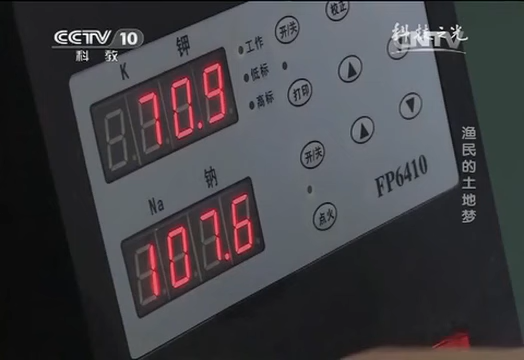 CCTV 10
科教
科技之光
CNTV
K 钾
70.9
工作
低标
高标
开/关
校正
打印
Na 钠
107.6
开/关
点火
FP6410
渔民的土地梦